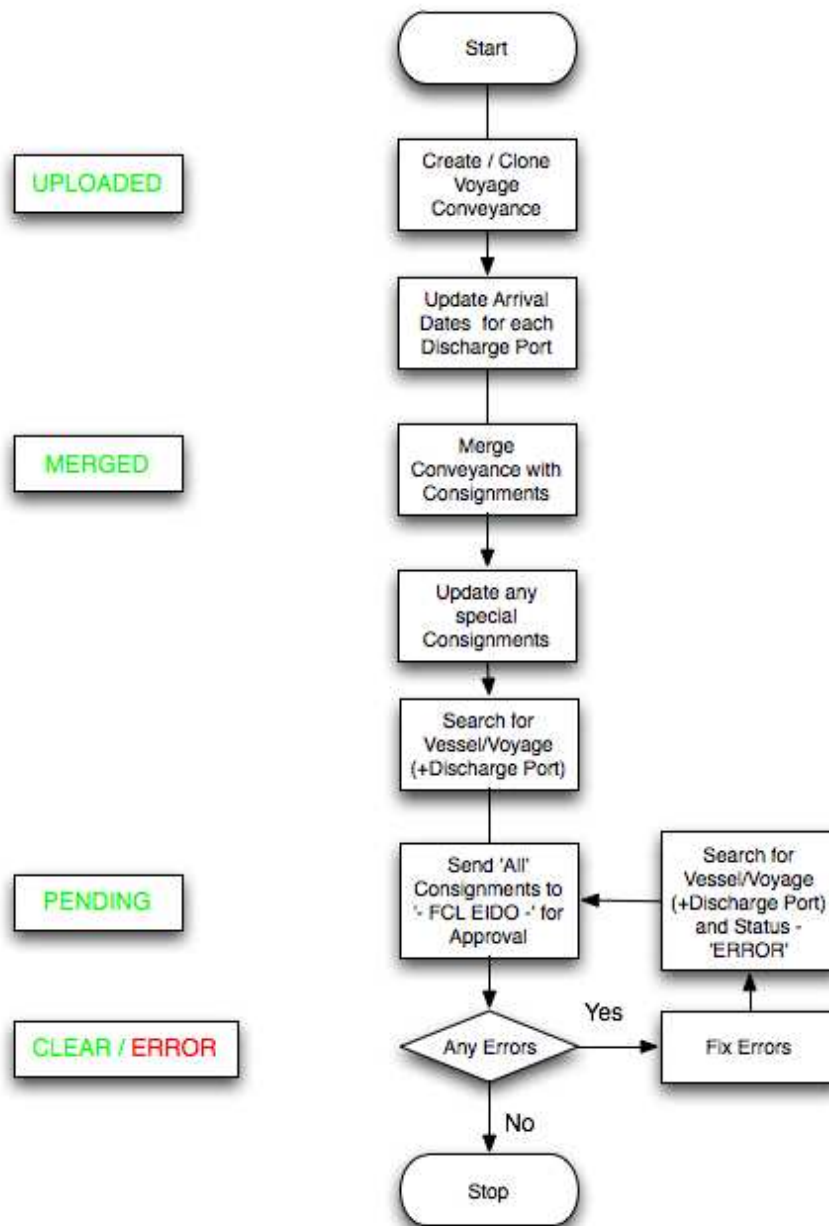 Start
UPLOADED
Create / Clone
Voyage
Conveyance
Update Arrival
Dates for each
Discharge Port
MERGED
Merge
Conveyance with
Consignments
Update any
special
Consignments
Search for
Vessel/Voyage
(+Discharge Port)
PENDING
Send 'All'
Consignments to
'- FCL EIDO -' for
Approval
Search for
Vessel/Voyage
(+Discharge Port)
and Status -
'ERROR'
CLEAR / ERROR
Any Errors
Yes
Fix Errors
No
Stop